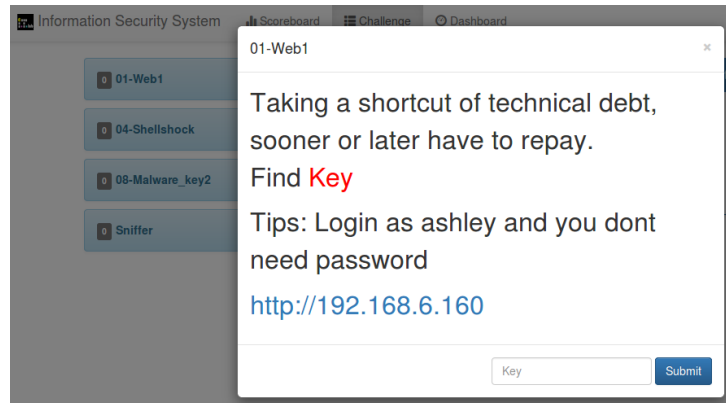 Information Security System
Scoreboard
Challenge
Dashboard
0 01-Web1
0 04-Shellshock
0 08-Malware_key2
0 Sniffer
01-Web1
×
Taking a shortcut of technical debt,
sooner or later have to repay.
Find Key
Tips: Login as ashley and you dont
need password
http://192.168.6.160
Key
Submit